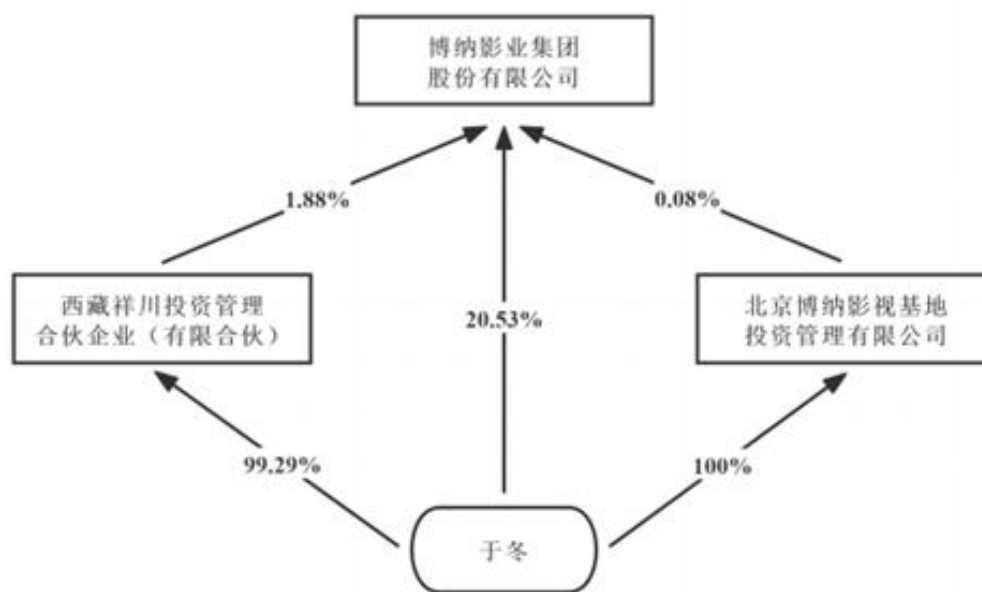 博纳影业集团
股份有限公司
1.88%
0.08%
西藏祥川投资管理
合伙企业（有限合伙）
20.53%
北京博纳影视基地
投资管理有限公司
99.29%
100%
于冬